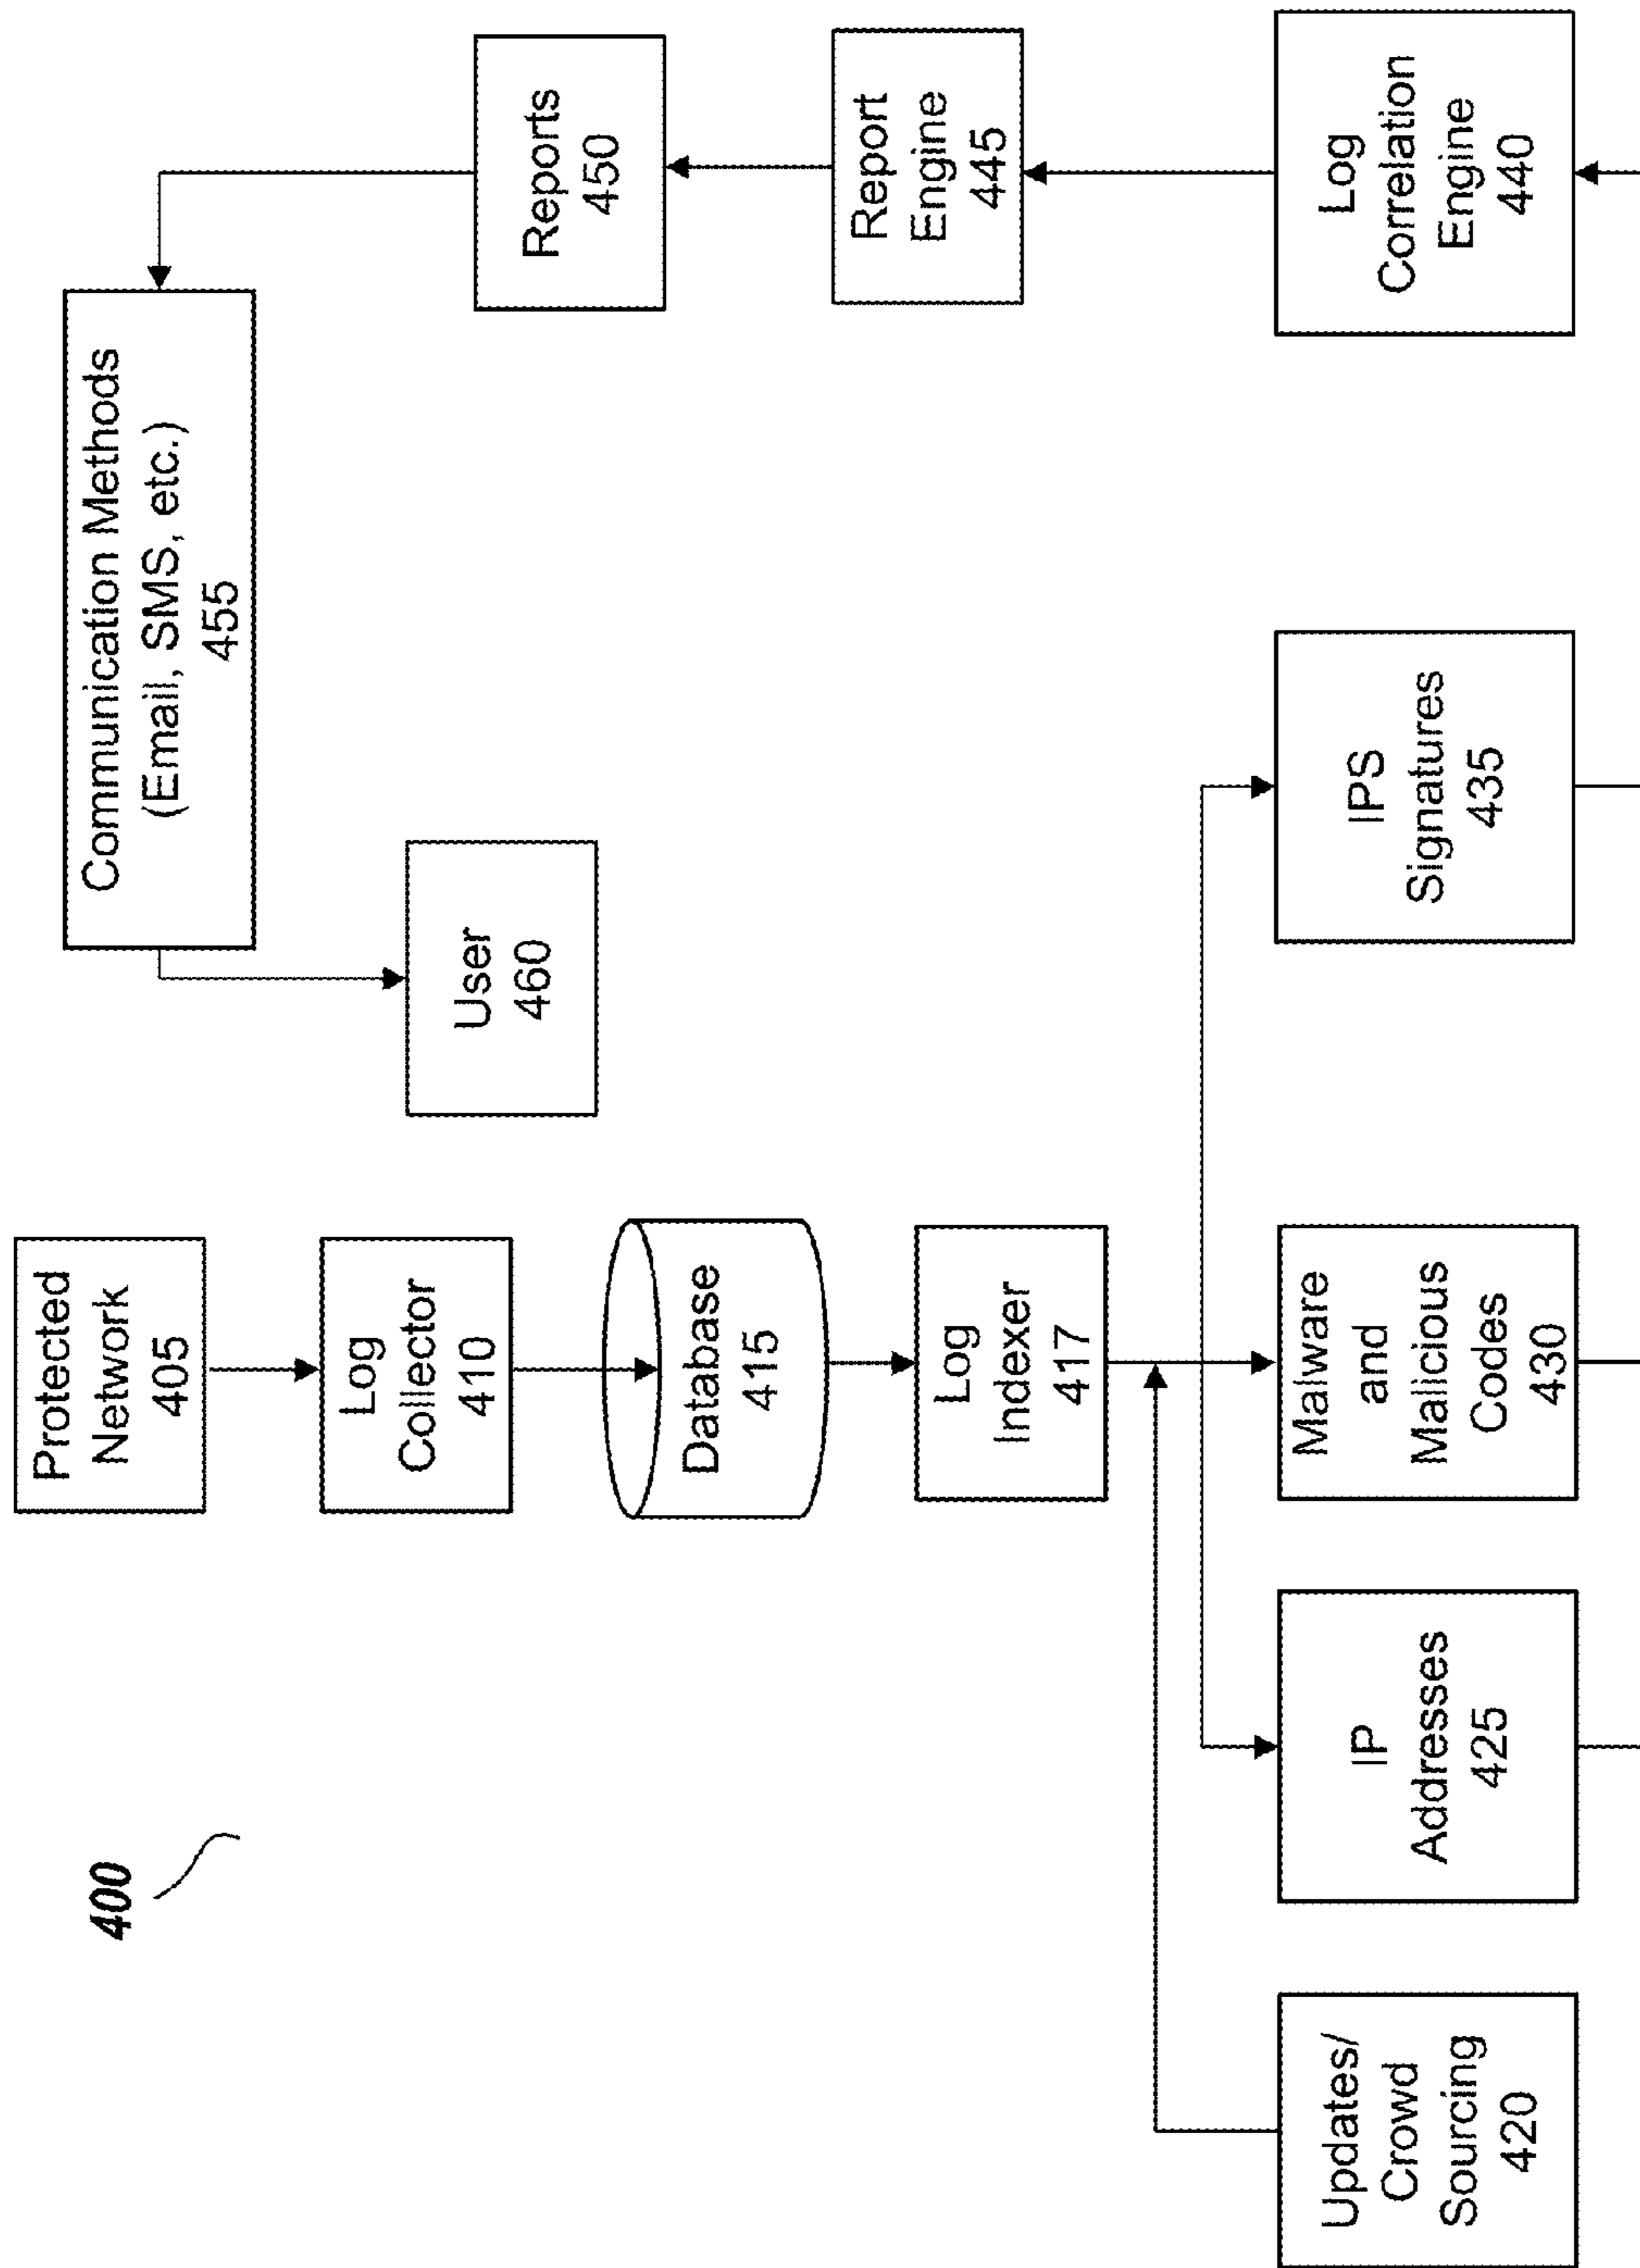 400
Protected
Network
405
Log
Collector
410
Database
415
Log
Indexer
417
Updates/
Crowd
Sourcing
420
IP
Addresses
425
Malware
and
Malicious
Codes
430
IPS
Signatures
435
Log
Correlation
Engine
440
Report
Engine
445
Reports
450
Communication Methods
(Email, SMS, etc.)
455
User
460